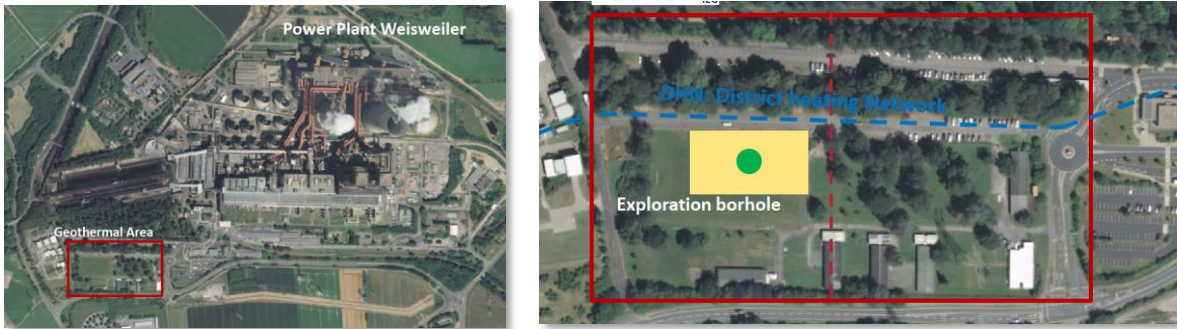 Power Plant Weisweiler
Geothermal Area
DHN: District heating Network
Exploration borhole